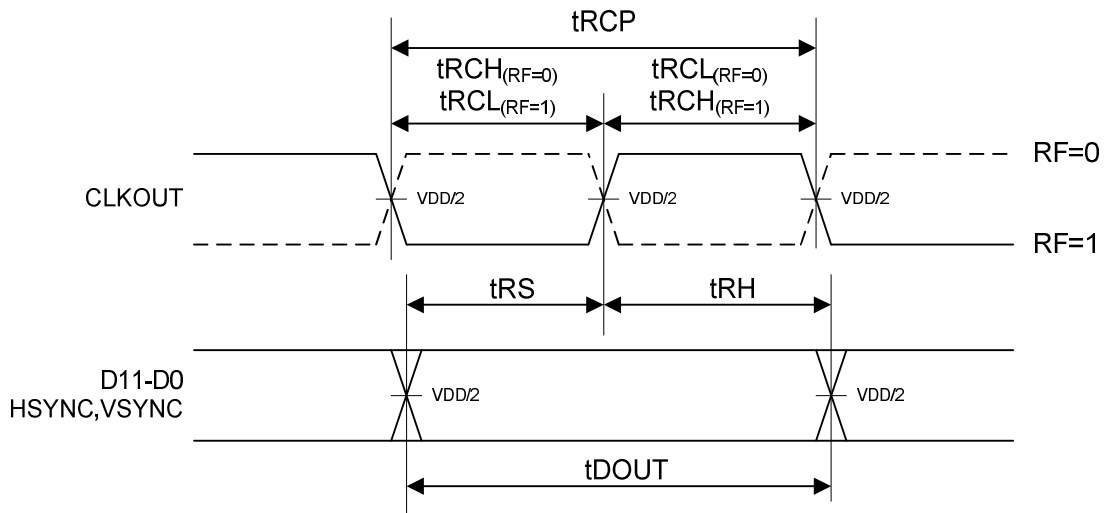 tRCP
tRCH(RF=0) tRCL(RF=0)
tRCL(RF=1) tRCH(RF=1)
RF=0
CLKOUT VDD/2 VDD/2 VDD/2
RF=1
tRS tRH
D11-D0
HSYNC,VSYNC VDD/2 VDD/2
tDOUT